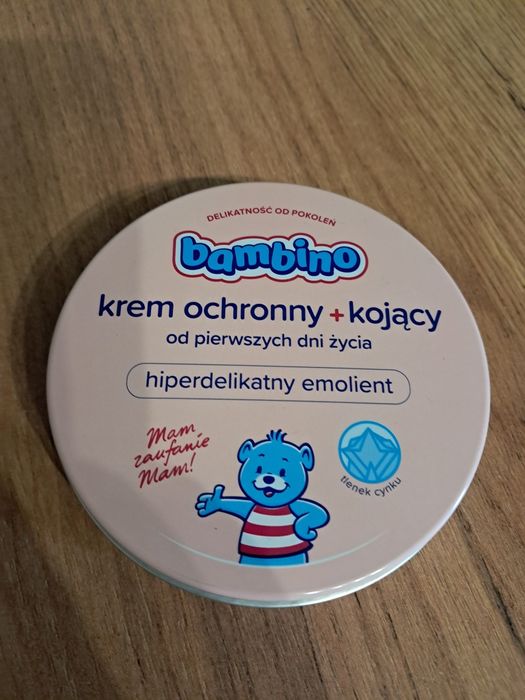 DELIKATNOŚĆ OD POKOLEŃ
bambino
krem ochronny + kojący
od pierwszych dni życia
hiperdelikatny emolient
Mam
zaufanie
Mam!
tlenek cynku